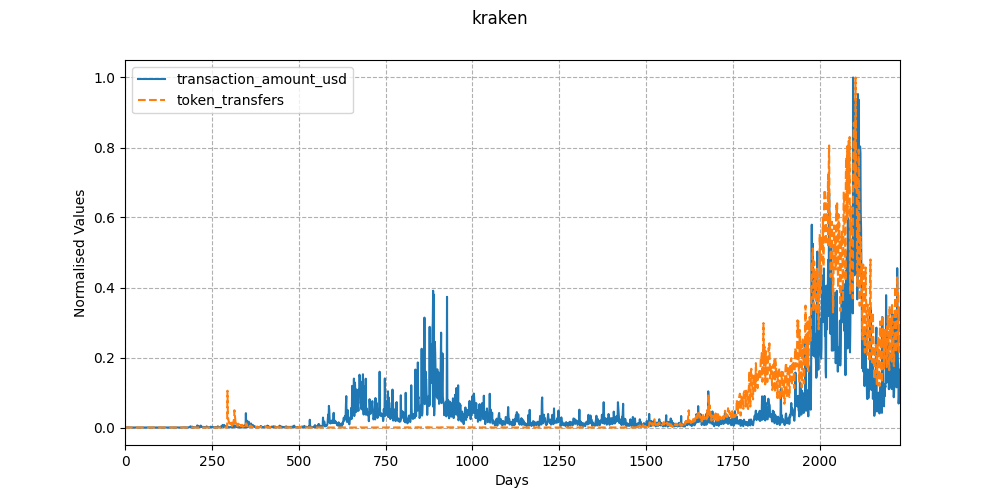 kraken
transaction_amount_usd
token_transfers
1.0
0.8
0.6
0.4
0.2
0.0
Normalised Values
0 250 500 750 1000 1250 1500 1750 2000
Days